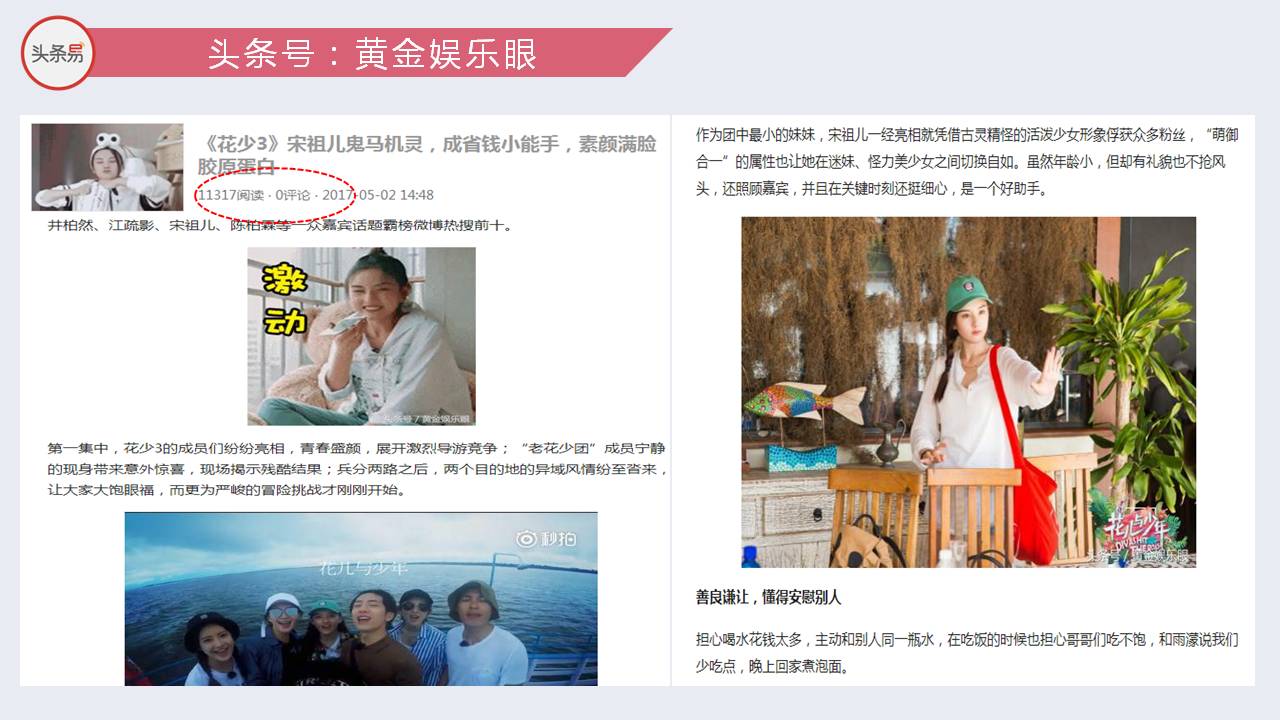 头条易
头条号：黄金娱乐眼
《花少3》宋祖儿鬼马机灵，成省钱小能手，素颜满脸
胶原蛋白
11317阅读 · 0评论 · 2017-05-02 14:48
井柏然、江疏影、宋祖儿、陈柏霖等一众嘉宾话题霸榜微博热搜前十。
激
动
头条号 / 黄金娱乐眼
第一集中，花少3的成员们纷纷亮相，青春盛颜，展开激烈导游竞争；“老花少团”成员宁静
的现身带来意外惊喜，现场揭示残酷结果；兵分两路之后，两个目的地的异域风情纷至沓来，
让大家大饱眼福，而更为严峻的冒险挑战才刚刚开始。
秒拍
花儿与少年
作为团中最小的妹妹，宋祖儿一经亮相就凭借古灵精怪的活泼少女形象俘获众多粉丝，“萌御
合一”的属性也让她在迷妹、怪力美少女之间切换自如。虽然年龄小，但却有礼貌也不抢风
头，还照顾嘉宾，并且在关键时刻还挺细心，是一个好助手。
花儿与少年
DIVAS HIT
THE ROAD
头条号 / 黄金娱乐眼
善良谦让，懂得安慰别人
担心喝水花钱太多，主动和别人同一瓶水，在吃饭的时候也担心哥哥们吃不饱，和雨濛说我们
少吃点，晚上回家煮泡面。